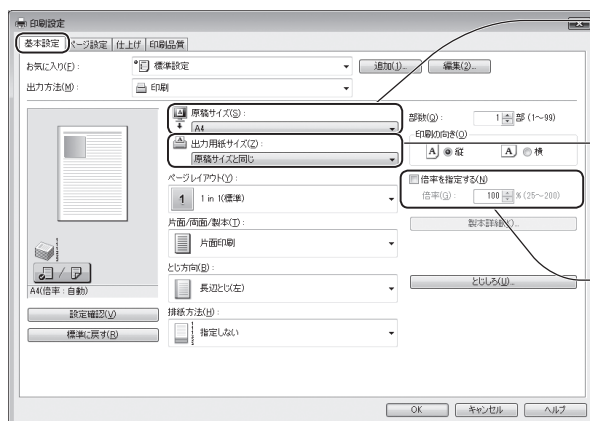 印刷設定
基本設定 ページ設定 仕上げ 印刷品質
お気に入り(F): 標準設定 追加(1)... 編集(2)...
出力方法(M): 印刷
原稿サイズ(S):
A4
出力用紙サイズ(Z):
原稿サイズと同じ
ページレイアウト(Y):
1 1 in 1(標準)
片面/両面/製本(T):
片面印刷
とじ方向(B):
長辺とじ(左)
排紙方法(H):
指定しない
部数(Q): 1 部 (1～99)
印刷の向き(O)
A 縦 A 横
倍率を指定する(N)
倍率(G): 100 % (25～200)
製本詳細(K)...
とじしろ(U)...
A4(倍率:自動)
設定確認(V)
標準に戻す(R)
OK キャンセル ヘルプ